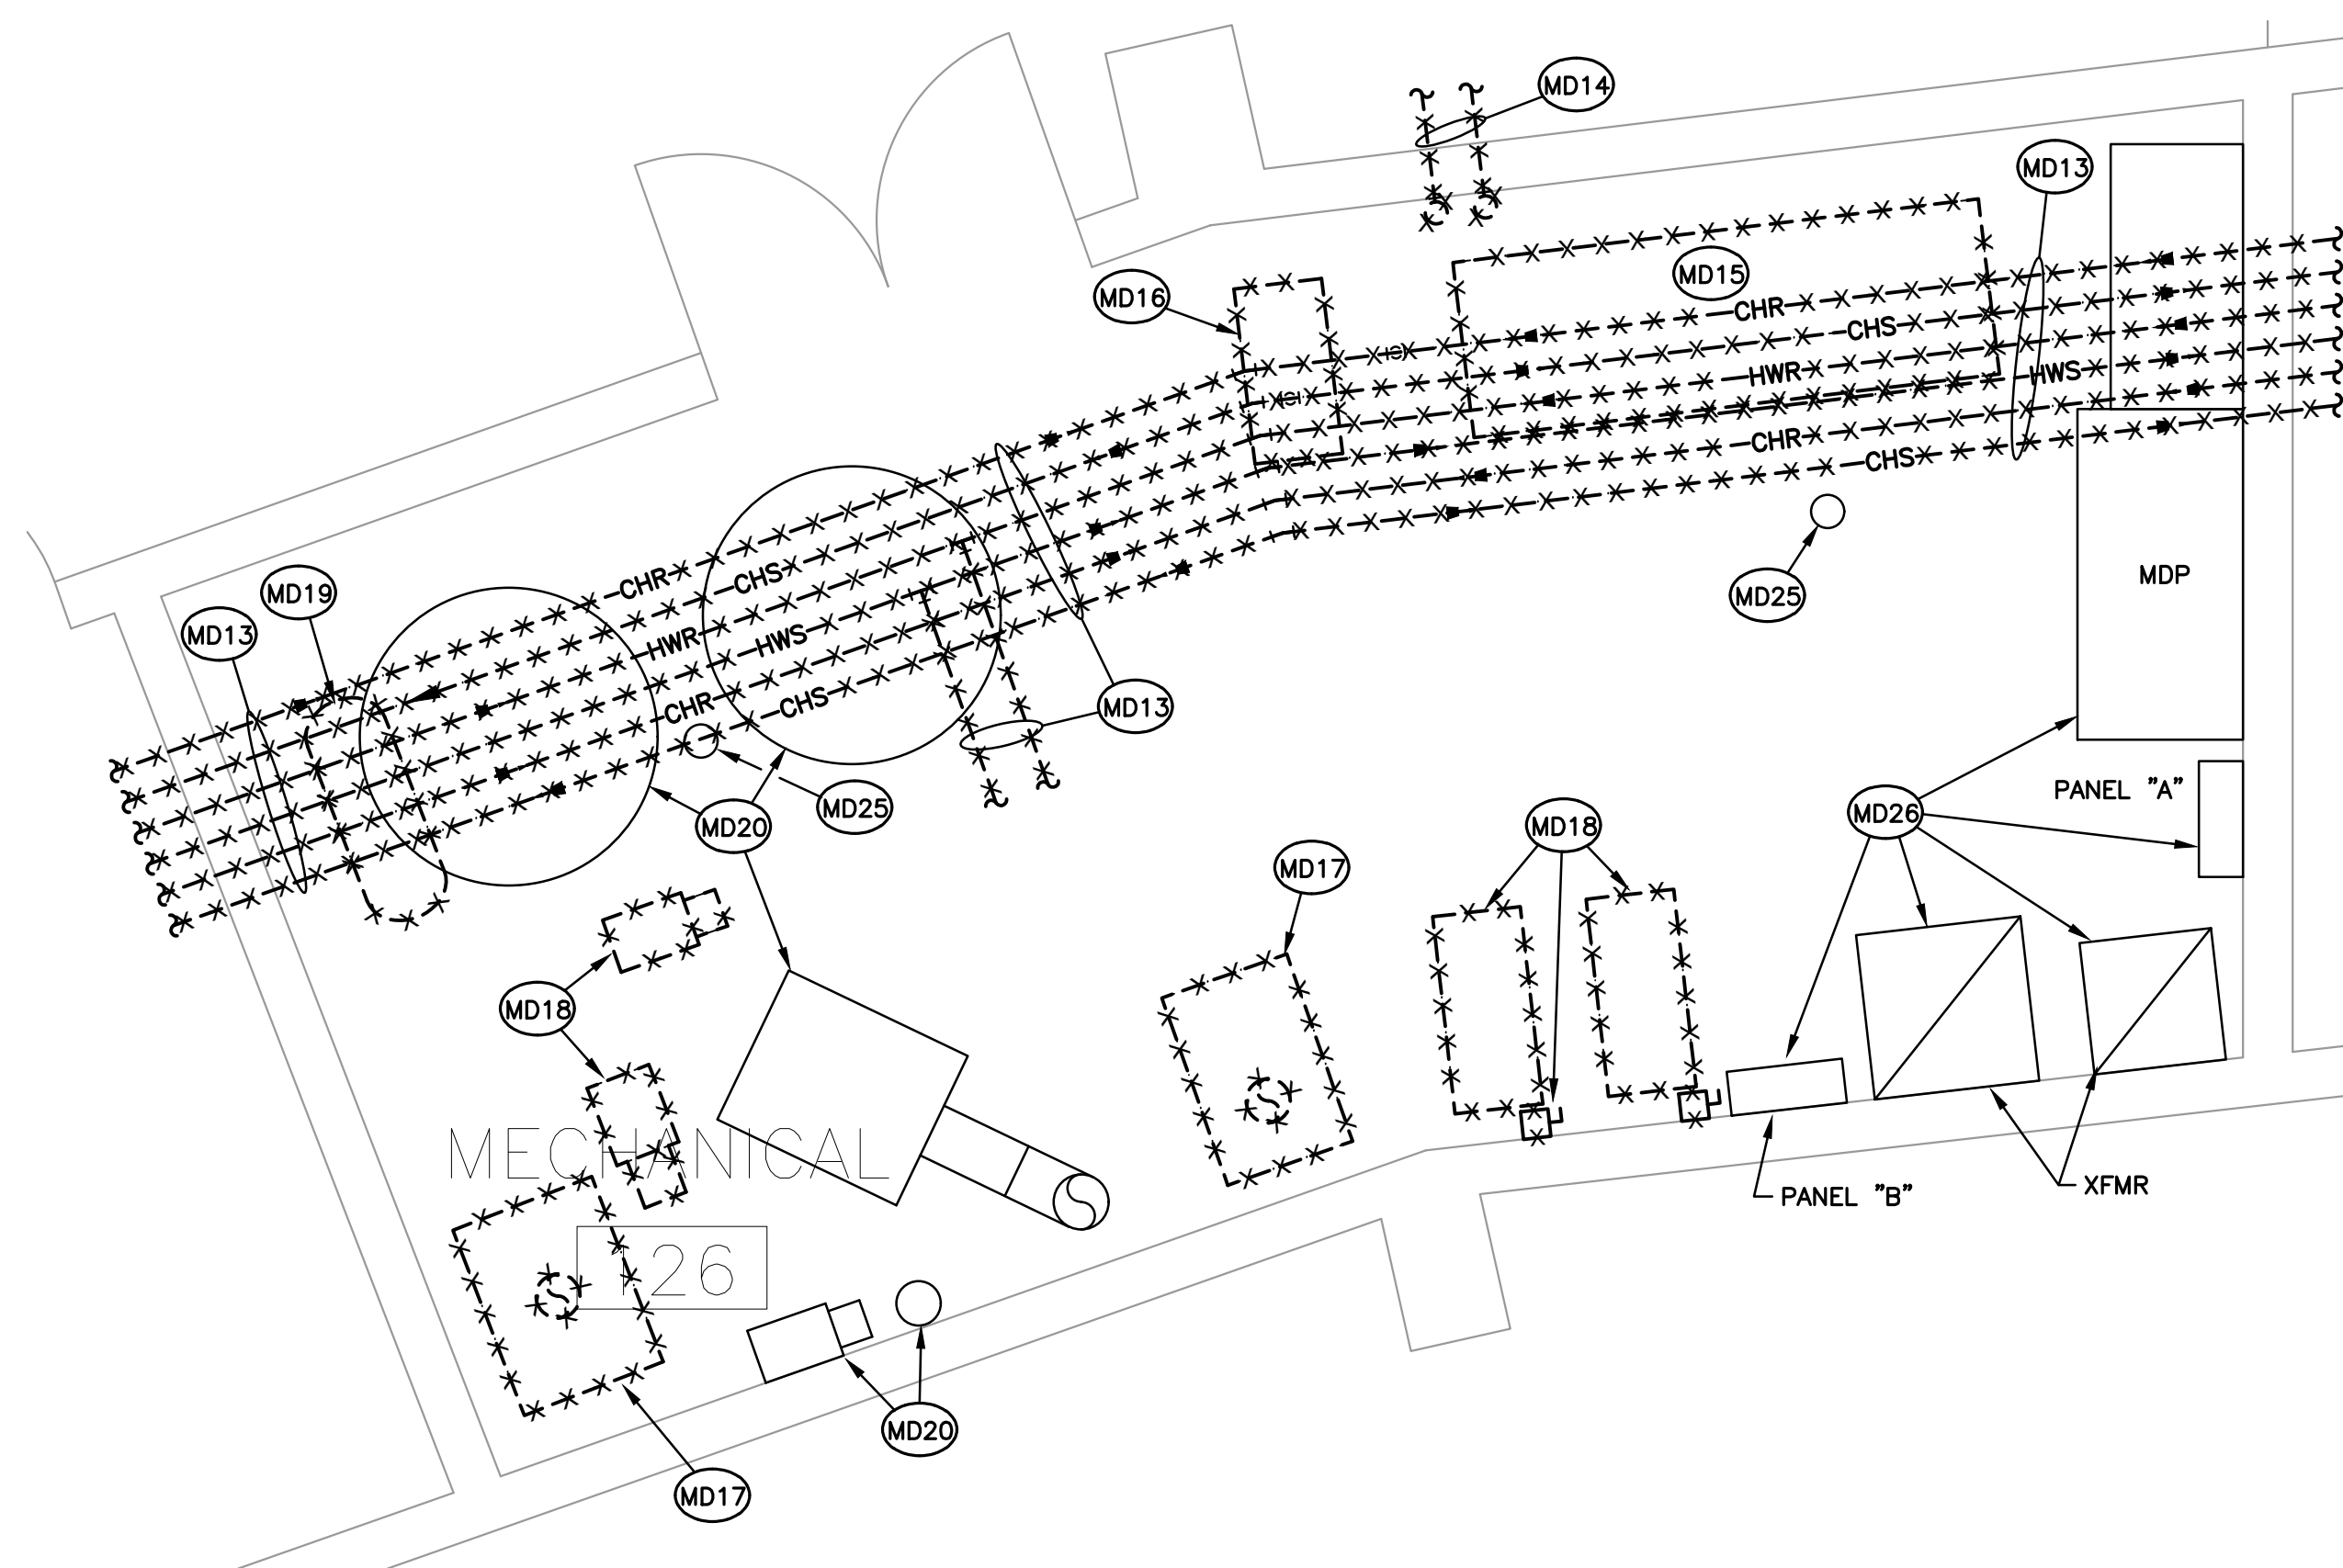 MD14
MD13
MD15
MD16
CHR
CHS
HWR
HWS
CHR
CHS
MD25
MDP
MD19
MD13
CHR
CHS
HWR
HWS
CHR
CHS
MD13
MD20
MD25
PANEL "A"
MD26
MD18
MD17
MD18
MECHANICAL
126
PANEL "B"
XFMR
MD20
MD17